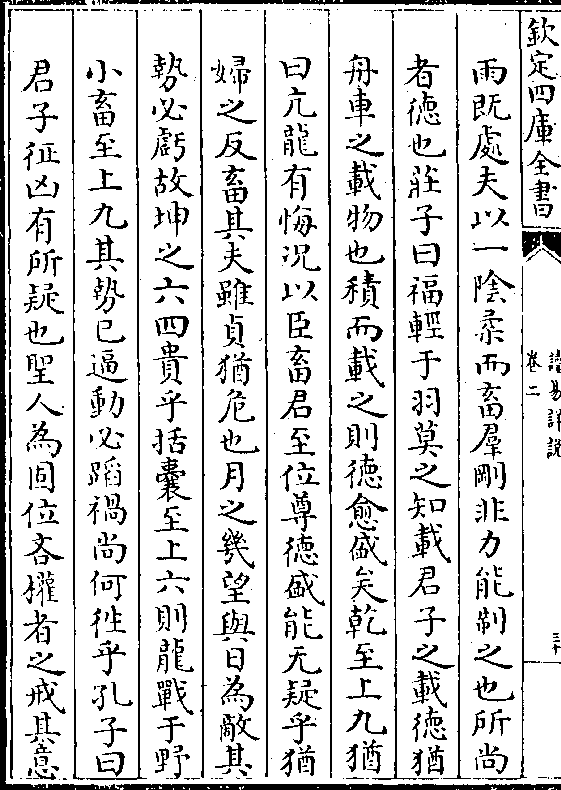 欽定四庫全書
讀易詳說
卷二
三十
雨既處夫以一陰柔而畜羣剛非力能制之也所尚
者德也莊子曰福輕于羽莫之知載君子之載德猶
舟車之載物也積而載之則德愈盛矣乾至上九猶
曰亢龍有悔况以臣畜君至位尊德盛能无疑乎猶
婦之反畜其夫雖貞猶危也月之幾望與日為敵其
勢必虧故坤之六四貴乎括囊至上六則龍戰于野
小畜至上九其勢已逼動必蹈禍尚何徃乎孔子曰
君子征凶有所疑也聖人為固位吝權者之戒其意